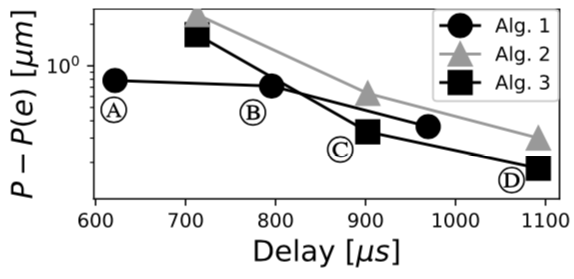 Alg. 1
Alg. 2
Alg. 3
P − P(e) [μm]
10⁰
A
B
C
D
600 700 800 900 1000 1100
Delay [μs]